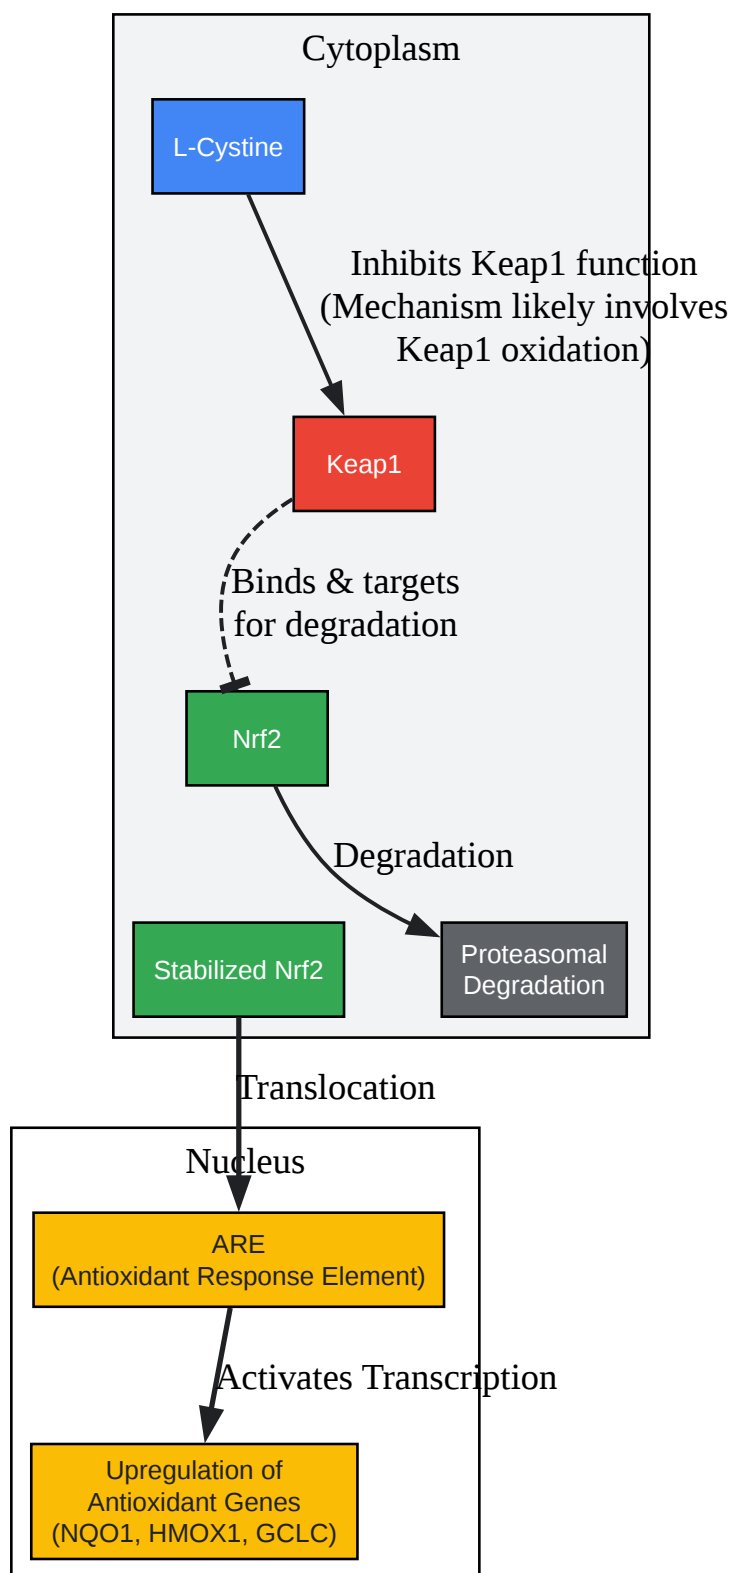 Cytoplasm
L-Cystine
Inhibits Keap1 function
(Mechanism likely involves
Keap1 oxidation)
Keap1
Binds & targets
for degradation
Nrf2
Degradation
Stabilized Nrf2
Proteasomal
Degradation
Translocation
Nucleus
ARE
(Antioxidant Response Element)
Activates Transcription
Upregulation of
Antioxidant Genes
(NQO1, HMOX1, GCLC)